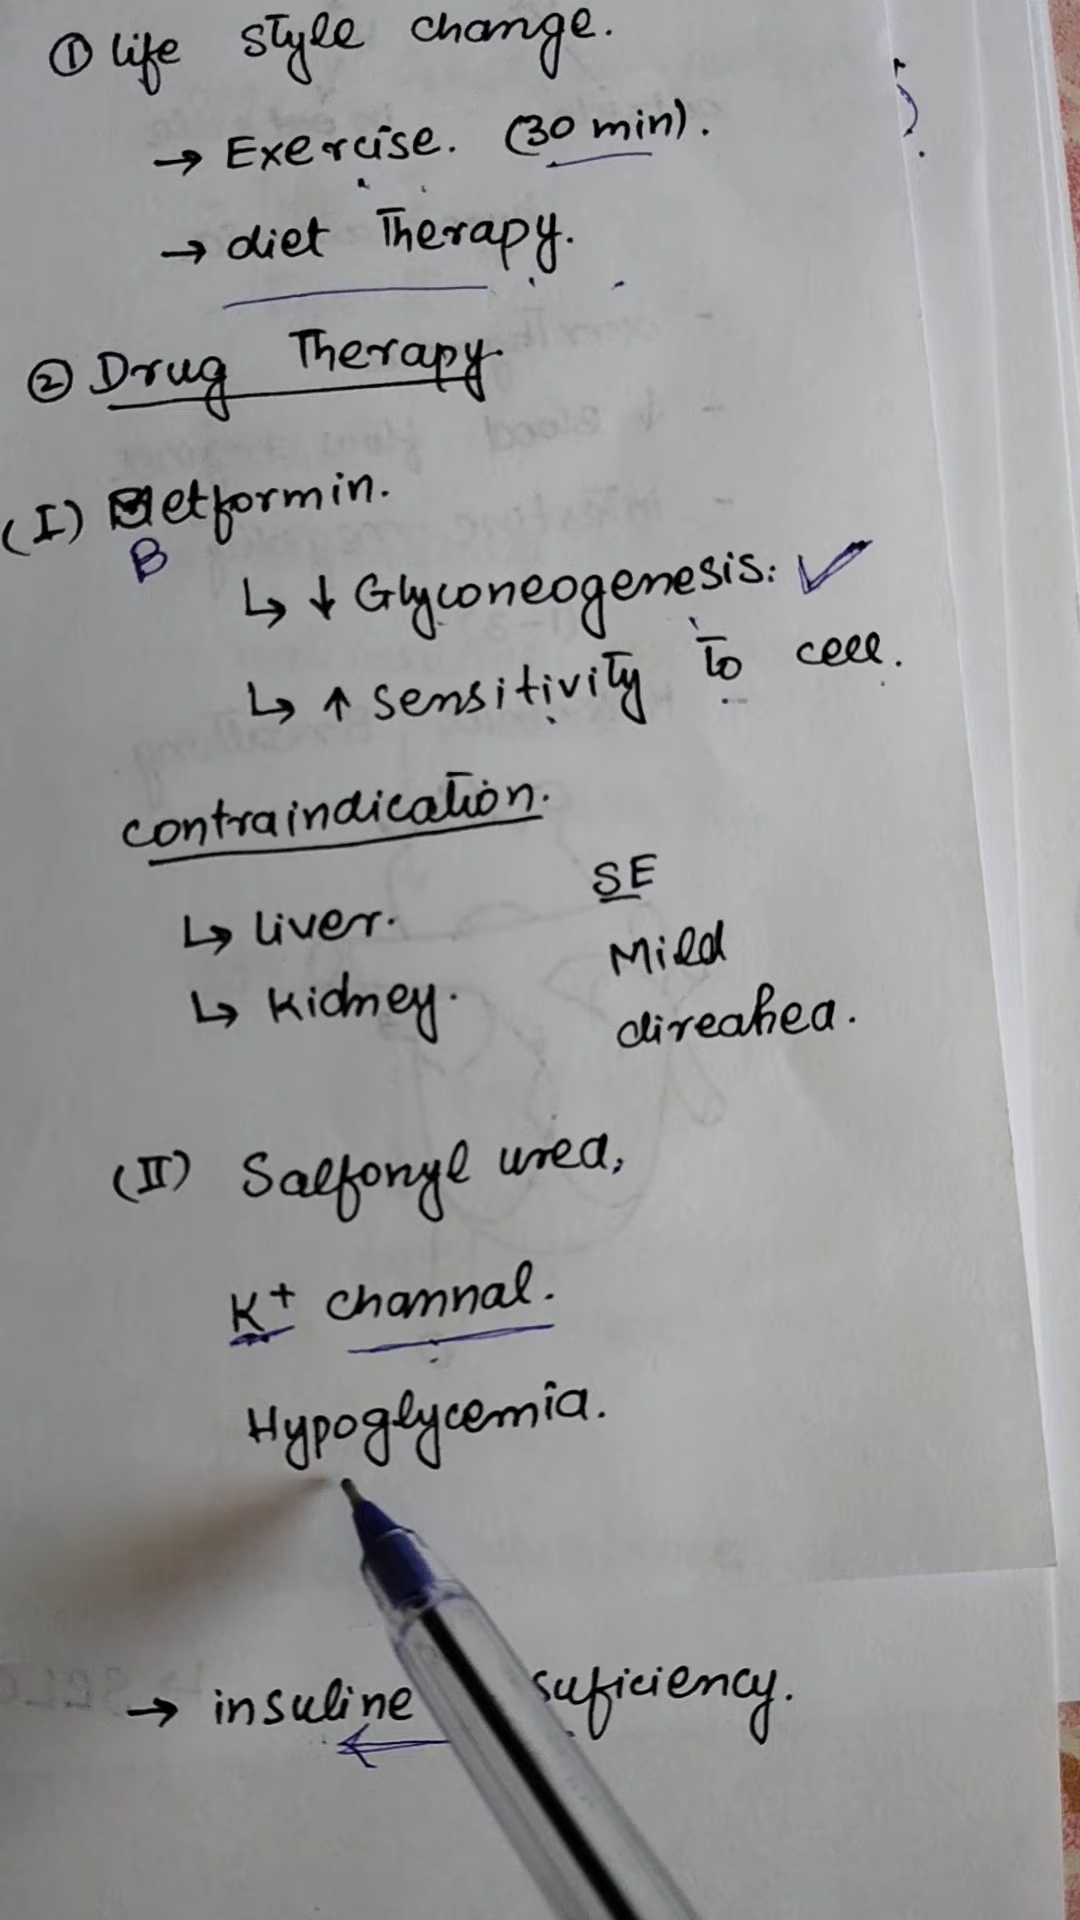 ① life style change.
→ Exercise. (30 min).
→ diet Therapy.
② Drug Therapy.
(I) Metformin.
B
↳ ↓ Glyconeogenesis. ✓
↳ ↑ sensitivity to cell.
contraindication.
↳ liver.
↳ kidney.
SE
Mild
direahea.
(II) Salfonyl urea,
K+ channal.
Hypoglycemia.
→ insuline suficiency.